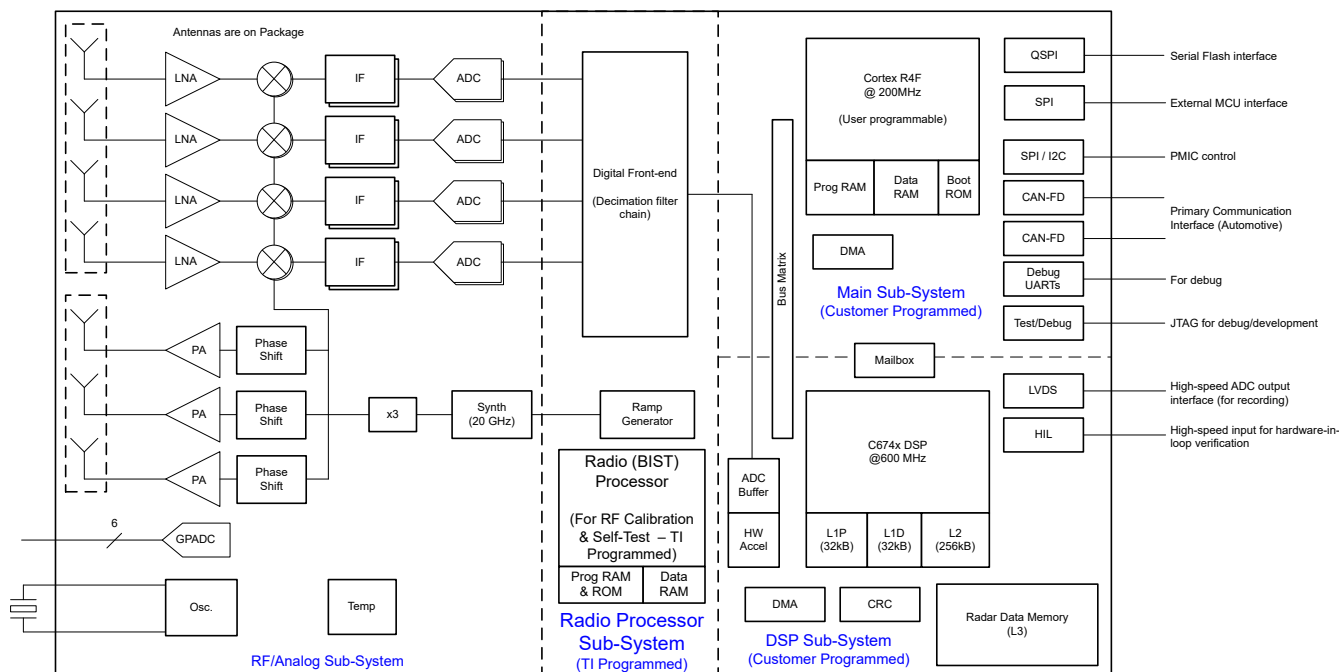 Antennas are on Package
LNA
IF
ADC
LNA
IF
ADC
LNA
IF
ADC
LNA
IF
ADC
PA
Phase
Shift
PA
Phase
Shift
PA
Phase
Shift
x3
Synth
(20 GHz)
6
GPADC
Osc.
Temp
RF/Analog Sub-System
Digital Front-end
(Decimation filter
chain)
Ramp
Generator
Radio (BIST)
Processor
(For RF Calibration
& Self-Test – TI
Programmed)
Prog RAM
& ROM
Data
RAM
Radio Processor
Sub-System
(TI Programmed)
Bus Matrix
Cortex R4F
@ 200MHz
(User programmable)
Prog RAM
Data
RAM
Boot
ROM
DMA
Main Sub-System
(Customer Programmed)
Mailbox
QSPI
Serial Flash interface
SPI
External MCU interface
SPI / I2C
PMIC control
CAN-FD
CAN-FD
Primary Communication
Interface (Automotive)
Debug
UARTs
For debug
Test/Debug
JTAG for debug/development
LVDS
High-speed ADC output
interface (for recording)
HIL
High-speed input for hardware-in-
loop verification
ADC
Buffer
HW
Accel
C674x DSP
@600 MHz
L1P
(32kB)
L1D
(32kB)
L2
(256kB)
DMA
CRC
Radar Data Memory
(L3)
DSP Sub-System
(Customer Programmed)